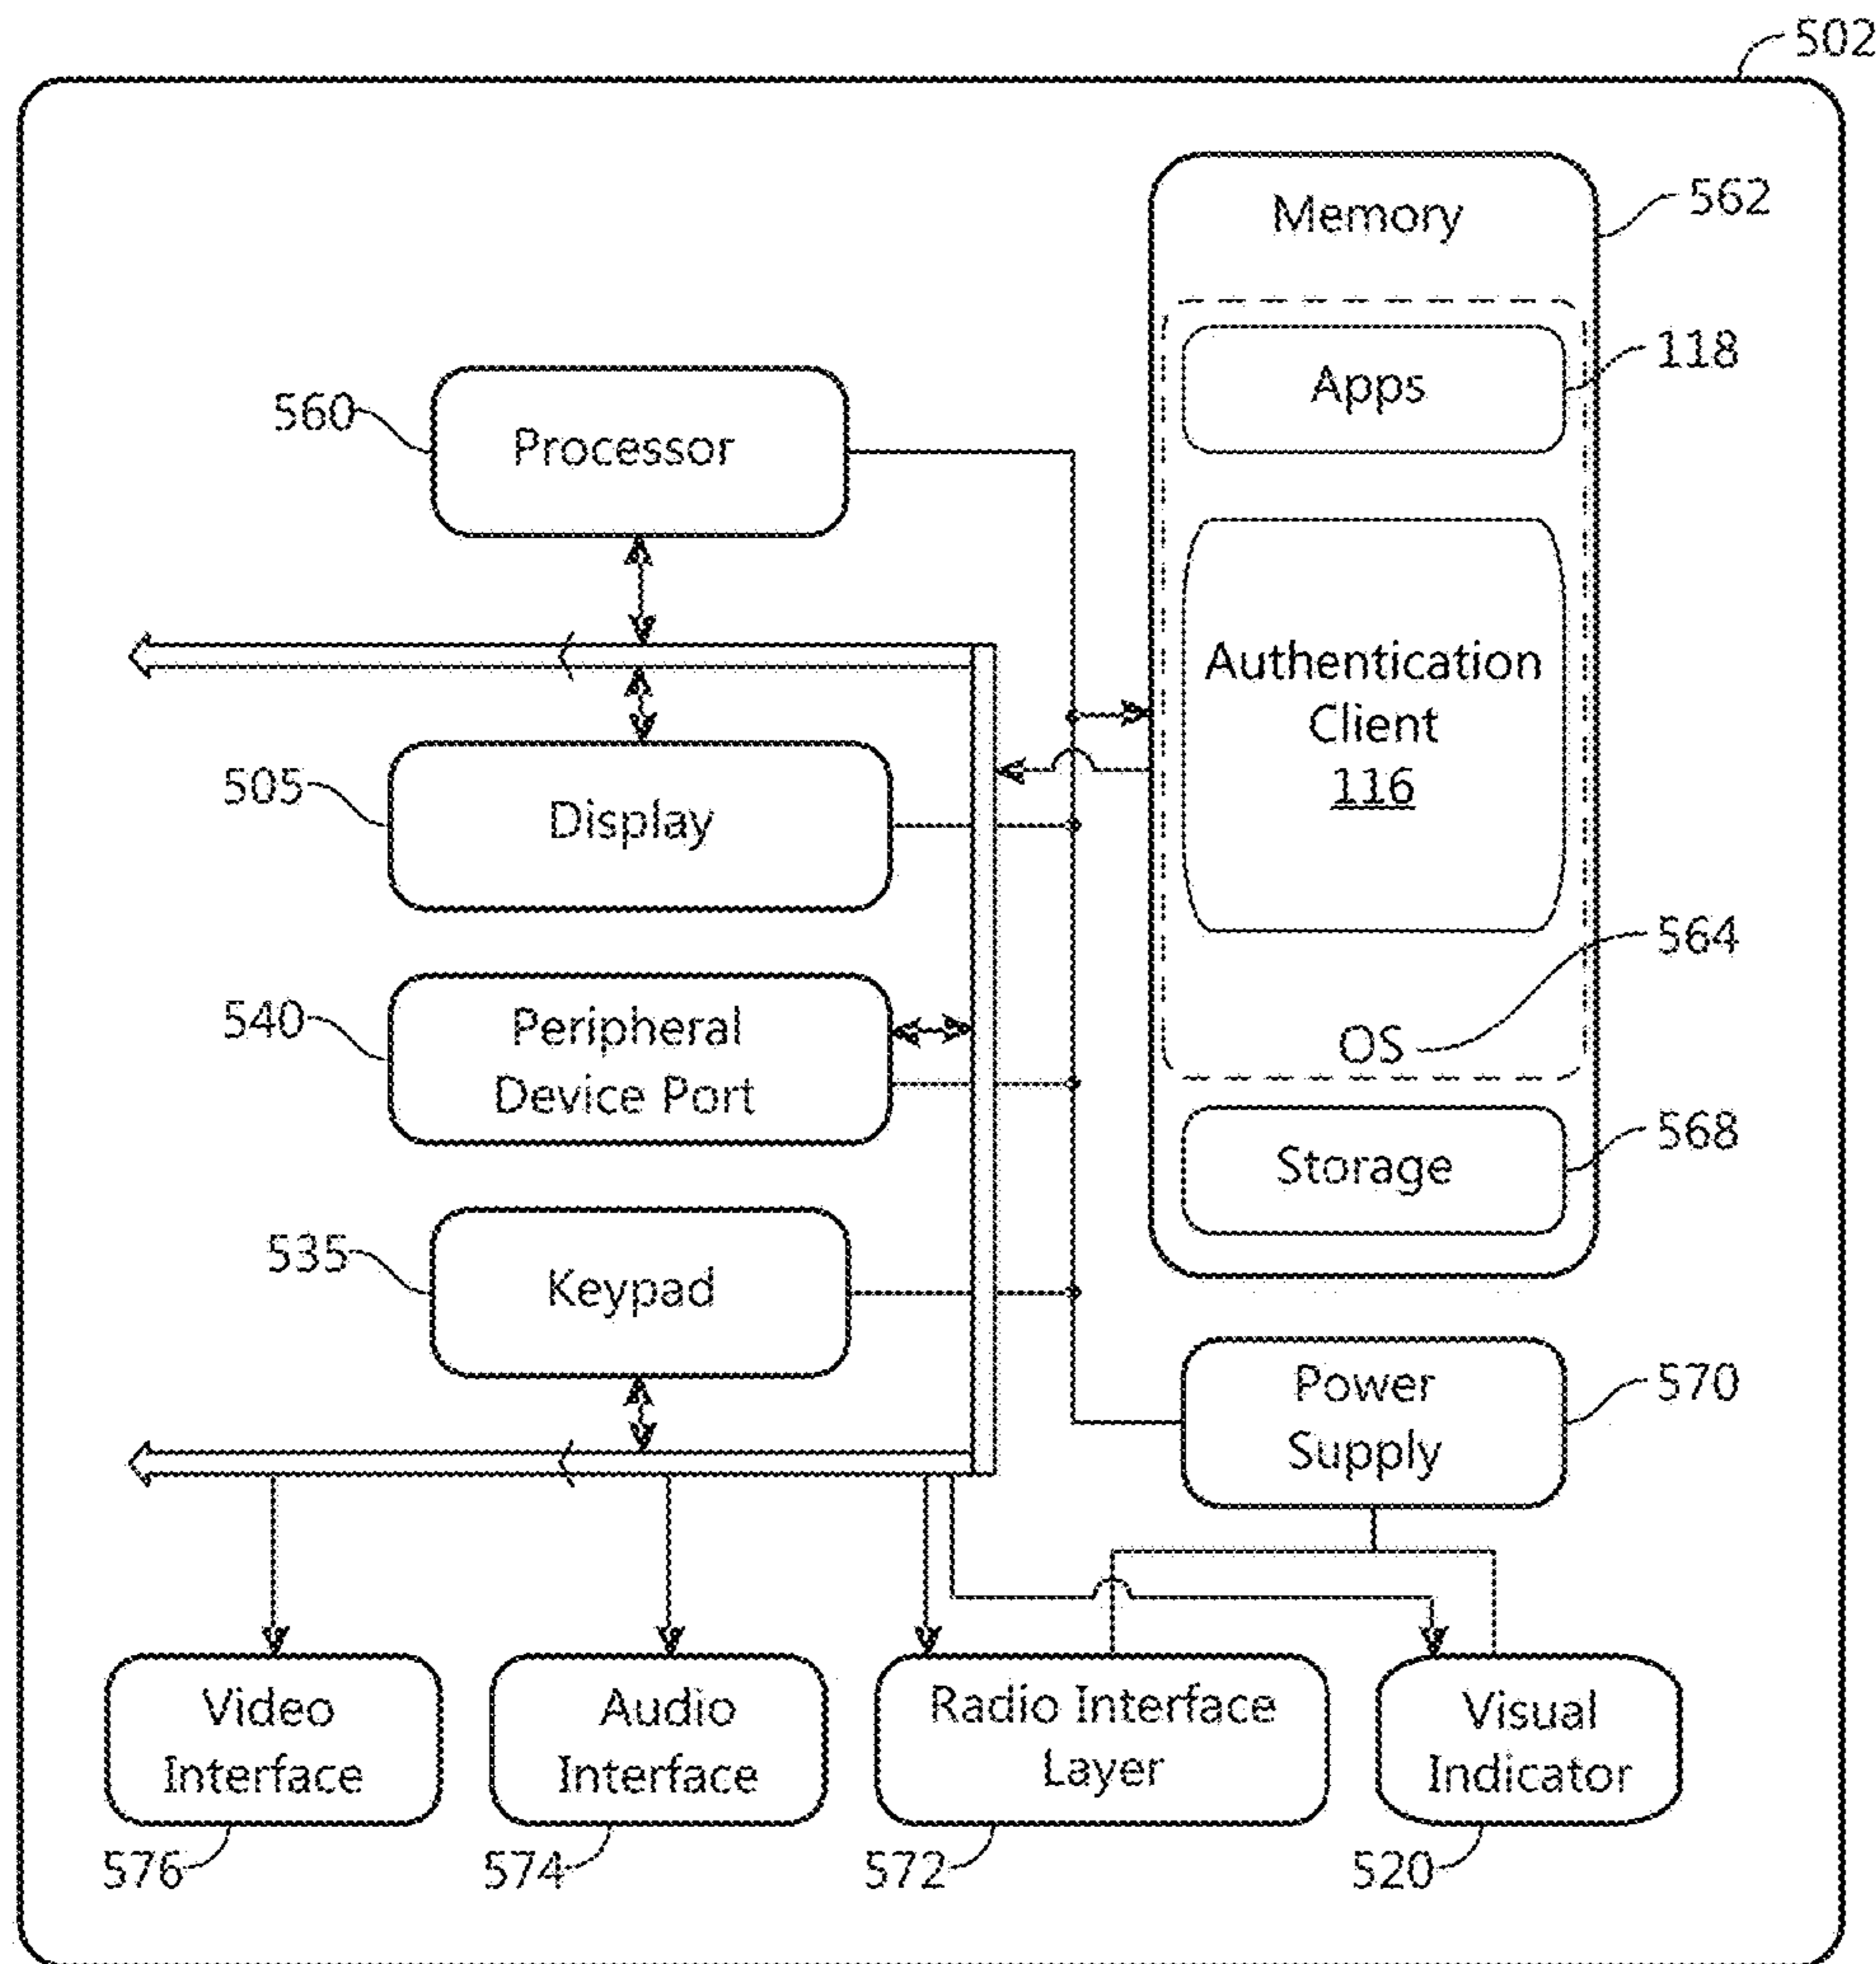 502
Memory
562
Apps
118
560
Processor
Authentication
Client
116
505
Display
564
540
Peripheral
Device Port
OS
568
Storage
535
Keypad
Power
Supply
570
Video
Interface
Audio
Interface
Radio Interface
Layer
Visual
Indicator
576
574
572
520